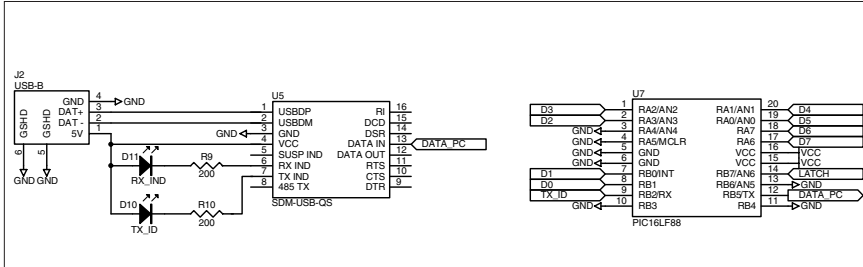 J2
USB-B
GND 4 GND
DAT+ 3
DAT - 2
5V 1
GSHD
GSHD
6
5
GND GND
D11
RX_IND
R9
200
D10
TX_ID
R10
200
U5
1 USBDP RI 16
2 USBDM DCD 15
GND 3 GND DSR 14
4 VCC DATA IN 13 DATA_PC
5 SUSP IND DATA OUT 12
6 RX IND RTS 11
7 TX IND CTS 10
8 485 TX DTR 9
SDM-USB-QS
U7
D3 1 RA2/AN2 RA1/AN1 20 D4
D2 2 RA3/AN3 RA0/AN0 19 D5
GND 3 RA4/AN4 RA7 18 D6
GND 4 RA5/MCLR RA6 17 D7
GND 5 GND VCC 16 VCC
GND 6 GND VCC 15 VCC
D1 7 RB0/INT RB7/AN6 14 LATCH
D0 8 RB1 RB6/AN5 13 GND
TX_ID 9 RB2/RX RB5/TX 12 DATA_PC
GND 10 RB3 RB4 11 GND
PIC16LF88